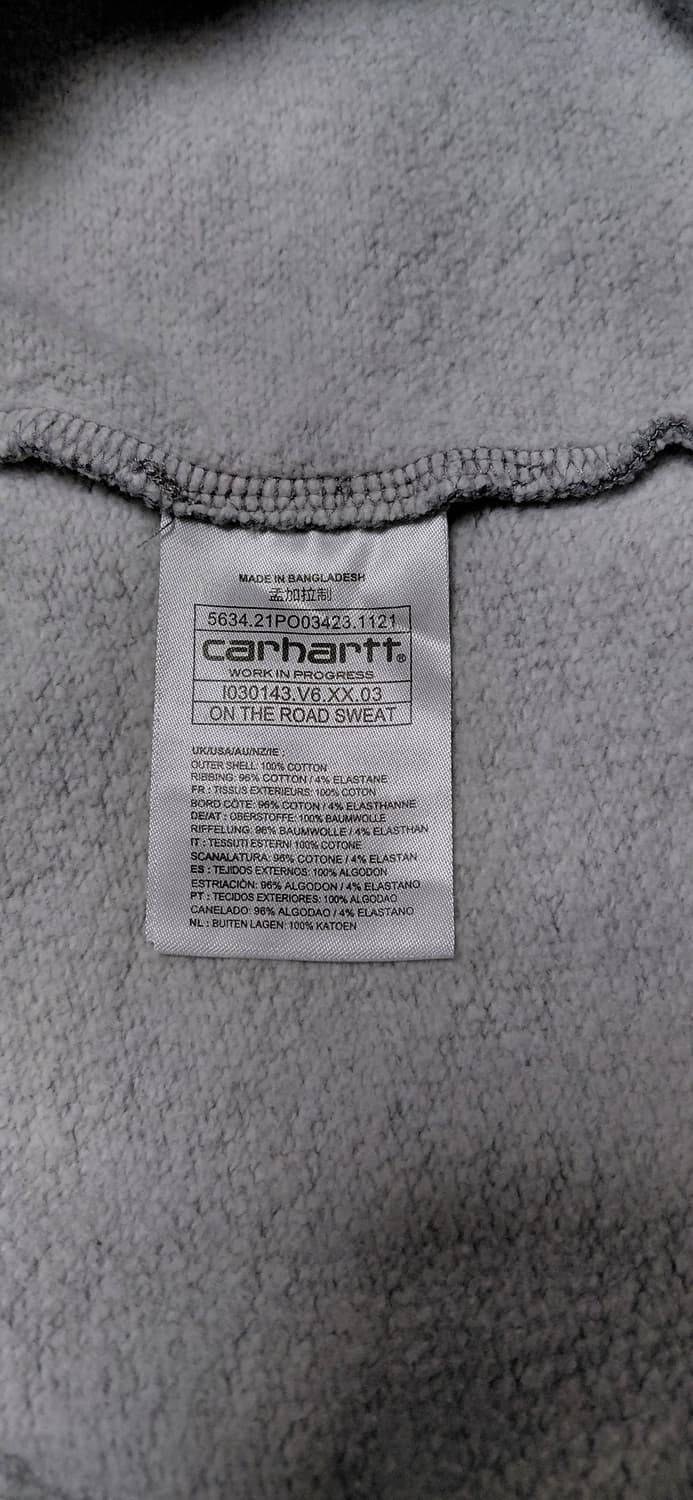 MADE IN BANGLADESH
孟加拉制
5634.21PO03423.1121
carhartt®
WORK IN PROGRESS
I030143.V6.XX.03
ON THE ROAD SWEAT
UK/USA/AU/NZ/IE :
OUTER SHELL: 100% COTTON
RIBBING: 96% COTTON / 4% ELASTANE
FR : TISSUS EXTERIEURS: 100% COTON
BORD CÔTE: 96% COTON / 4% ELASTHANNE
DE/AT : OBERSTOFFE: 100% BAUMWOLLE
RIFFELUNG: 96% BAUMWOLLE / 4% ELASTHAN
IT : TESSUTI ESTERNI 100% COTONE
SCANALATURA: 96% COTONE / 4% ELASTAN
ES : TEJIDOS EXTERNOS: 100% ALGODON
ESTRIACIÓN: 96% ALGODON / 4% ELASTANO
PT : TECIDOS EXTERIORES: 100% ALGODAO
CANELADO: 96% ALGODAO / 4% ELASTANO
NL : BUITEN LAGEN: 100% KATOEN